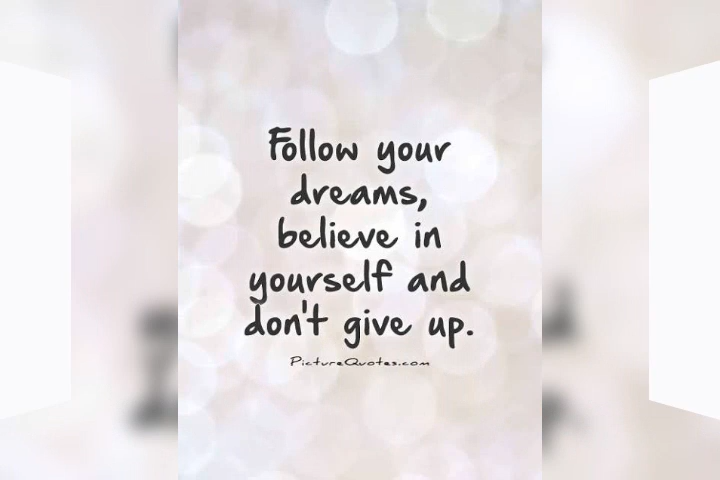 Follow your
dreams,
believe in
yourself and
don't give up.
PictureQuotes.com